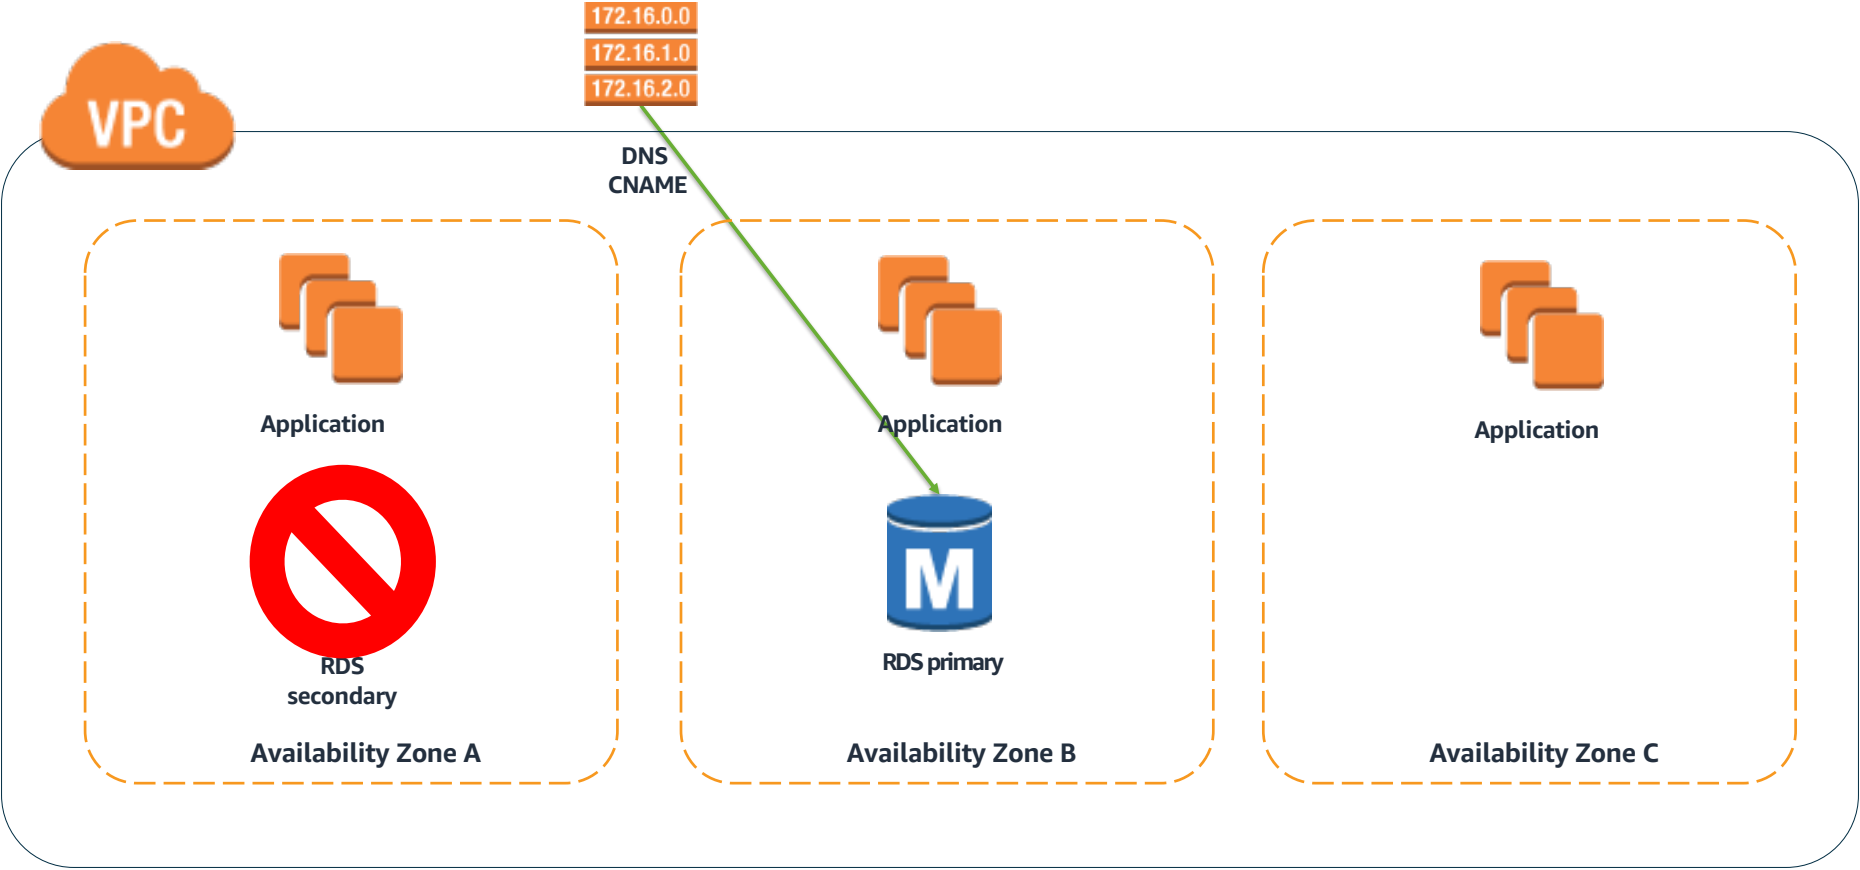 172.16.0.0
172.16.1.0
172.16.2.0
VPC
DNS
CNAME
Application
Application
Application
M
RDS
secondary
RDS primary
Availability Zone A
Availability Zone B
Availability Zone C